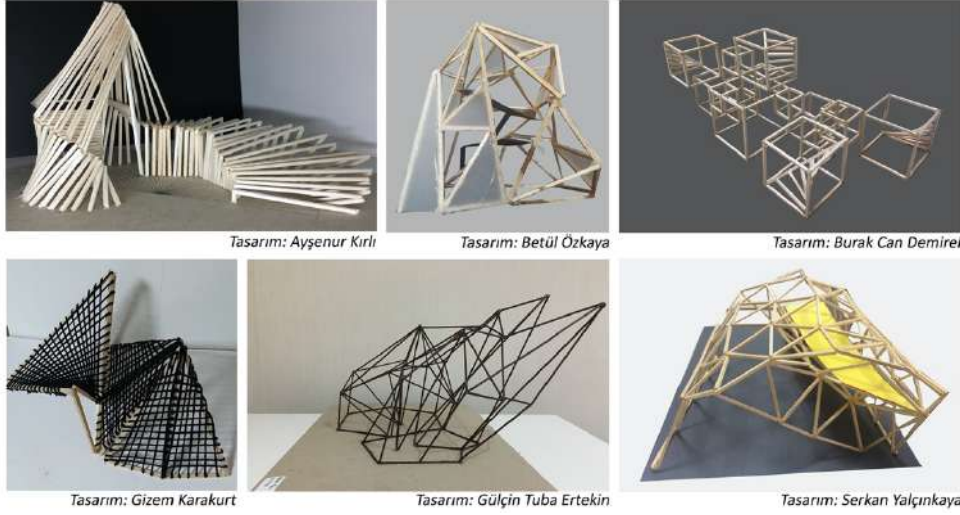 Tasarım: Ayşenur Kırlı
Tasarım: Betül Özkaya
Tasarım: Burak Can Demirel
Tasarım: Gizem Karakurt
Tasarım: Gülçin Tuba Ertekin
Tasarım: Serkan Yalçınkaya